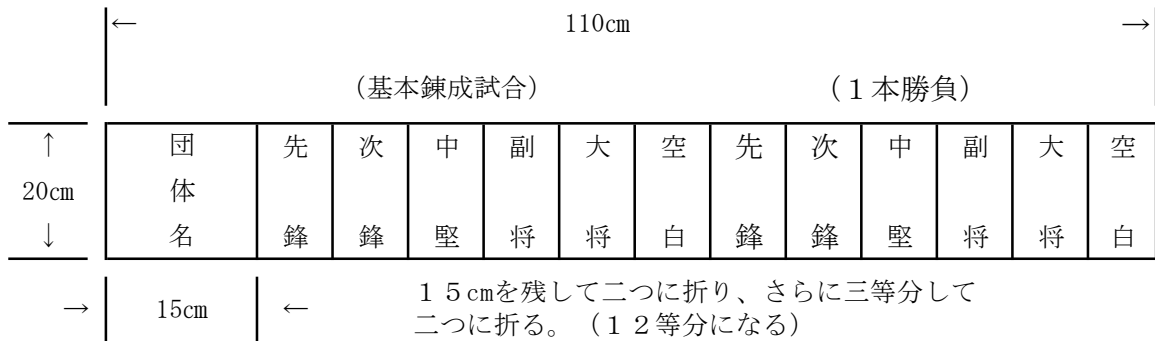 ← 110cm →
(基本錬成試合) (1本勝負)
↑ 団 先 次 中 副 大 空 先 次 中 副 大 空
20cm 体
↓ 名 鋒 鋒 堅 将 将 白 鋒 鋒 堅 将 将 白
→ 15cm ← 15cmを残して二つに折り、さらに三等分して
二つに折る。(12等分になる)